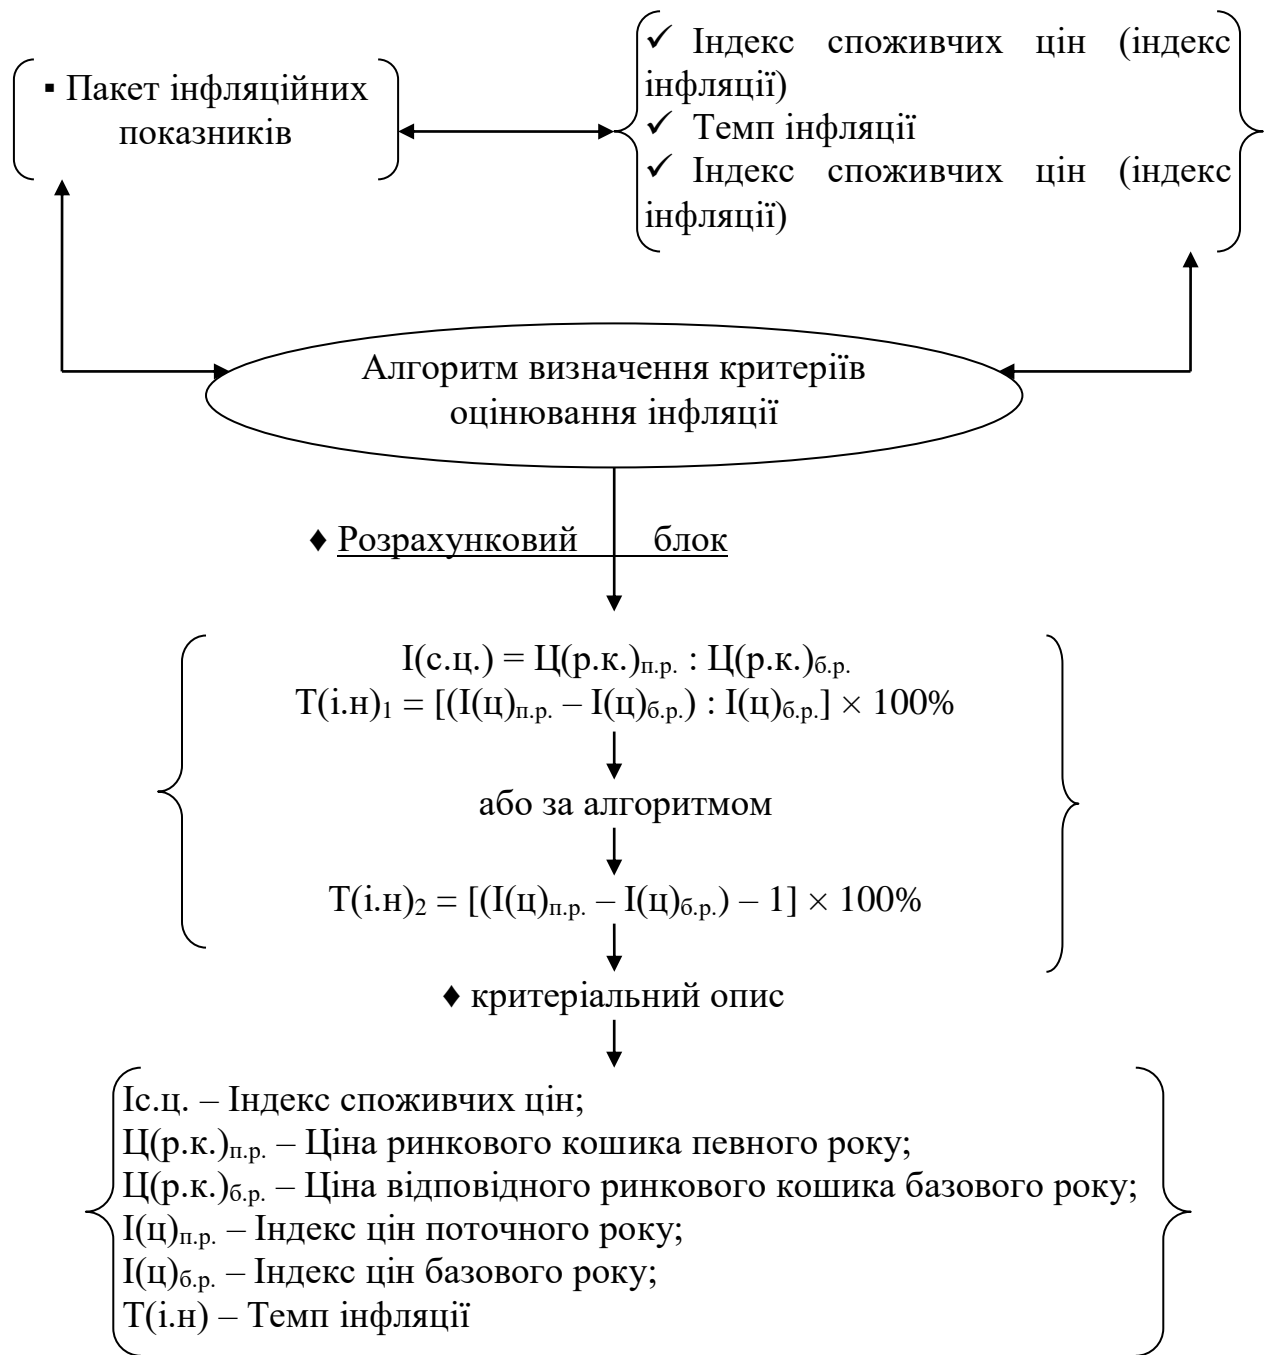 ▪ Пакет інфляційних
показників
✓ Індекс споживчих цін (індекс
інфляції)
✓ Темп інфляції
✓ Індекс споживчих цін (індекс
інфляції)
Алгоритм визначення критеріїв
оцінювання інфляції
♦ Розрахунковий блок
І(с.ц.) = Ц(р.к.)п.р. : Ц(р.к.)б.р.
Т(і.н)1 = [(І(ц)п.р. – І(ц)б.р.) : І(ц)б.р.] × 100%
або за алгоритмом
Т(і.н)2 = [(І(ц)п.р. – І(ц)б.р.) – 1] × 100%
♦ критеріальний опис
Іс.ц. – Індекс споживчих цін;
Ц(р.к.)п.р. – Ціна ринкового кошика певного року;
Ц(р.к.)б.р. – Ціна відповідного ринкового кошика базового року;
І(ц)п.р. – Індекс цін поточного року;
І(ц)б.р. – Індекс цін базового року;
Т(і.н) – Темп інфляції